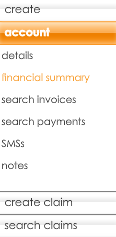 create
account
details
financial summary
search invoices
search payments
SMSs
notes
create claim
search claims